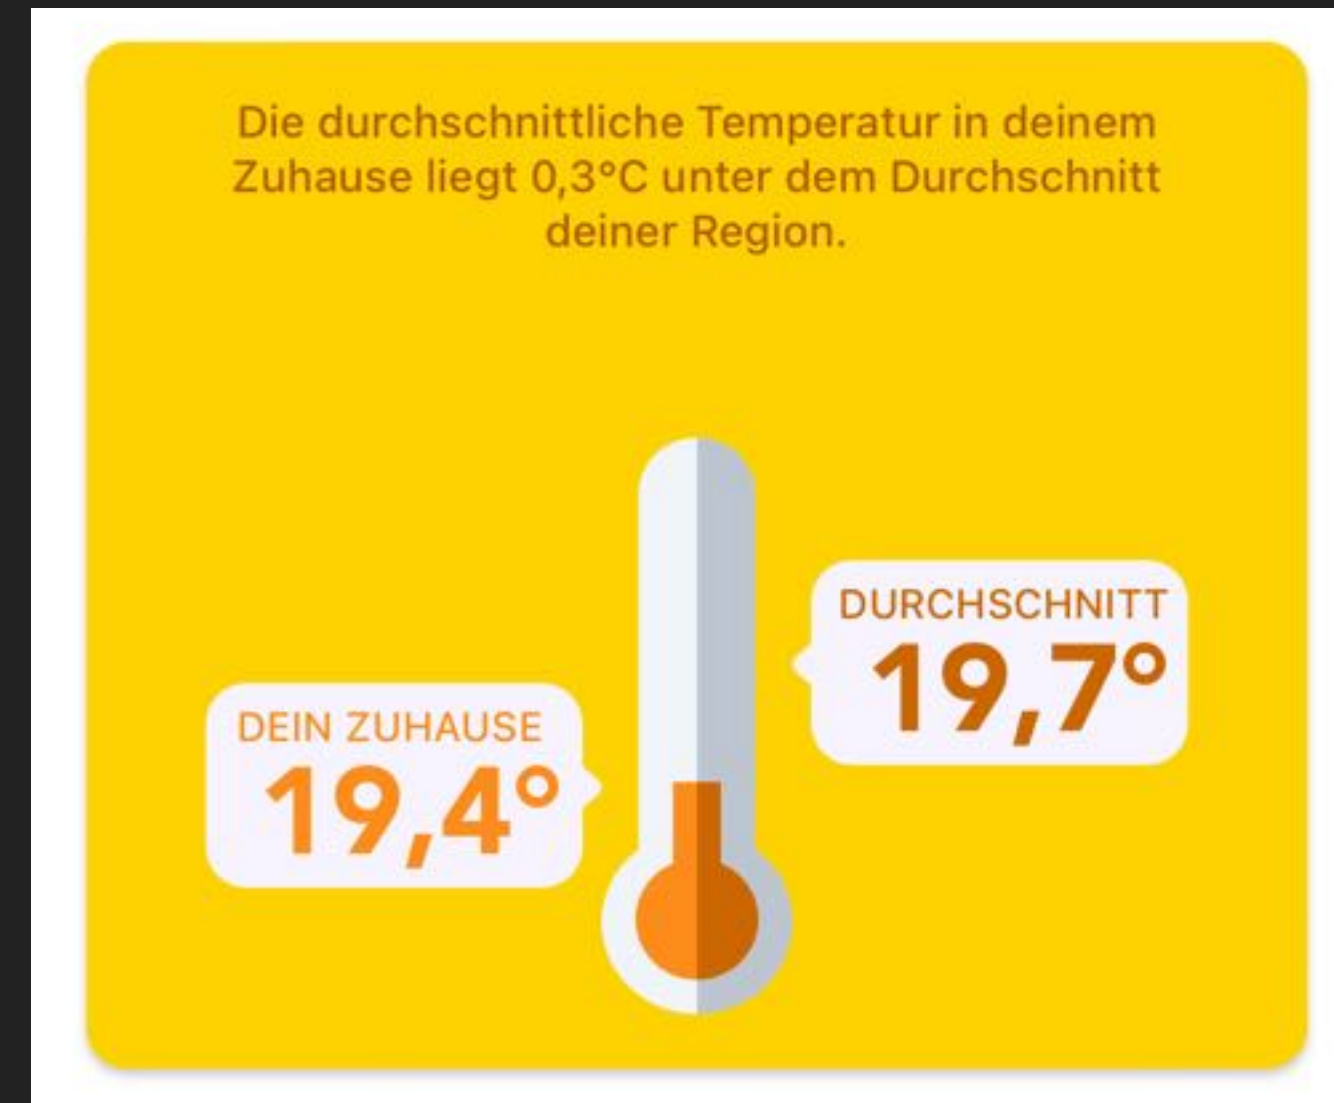 Die durchschnittliche Temperatur in deinem
Zuhause liegt 0,3°C unter dem Durchschnitt
deiner Region.
DURCHSCHNITT
19,7°
DEIN ZUHAUSE
19,4°